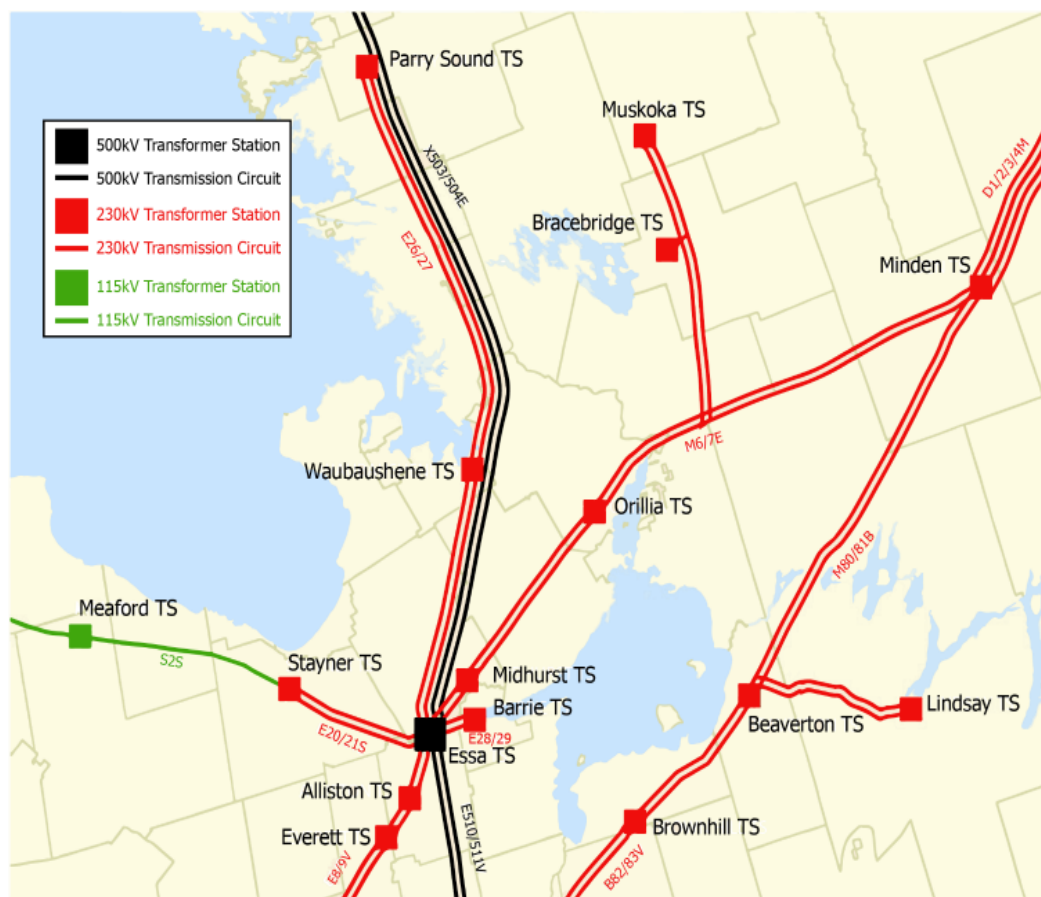 Parry Sound TS
Muskoka TS
500kV Transformer Station
500kV Transmission Circuit
230kV Transformer Station
230kV Transmission Circuit
115kV Transformer Station
115kV Transmission Circuit
X503/504E
D1/2/3/4M
Bracebridge TS
E26/27
Minden TS
M6/7E
Waubaushene TS
Orillia TS
M80/81B
Meaford TS
S2S
Stayner TS
Midhurst TS
Barrie TS
E28/29
E20/21S
Essa TS
Lindsay TS
Beaverton TS
Alliston TS
Everett TS
E510/511V
Brownhill TS
E8/9V
B82/83V